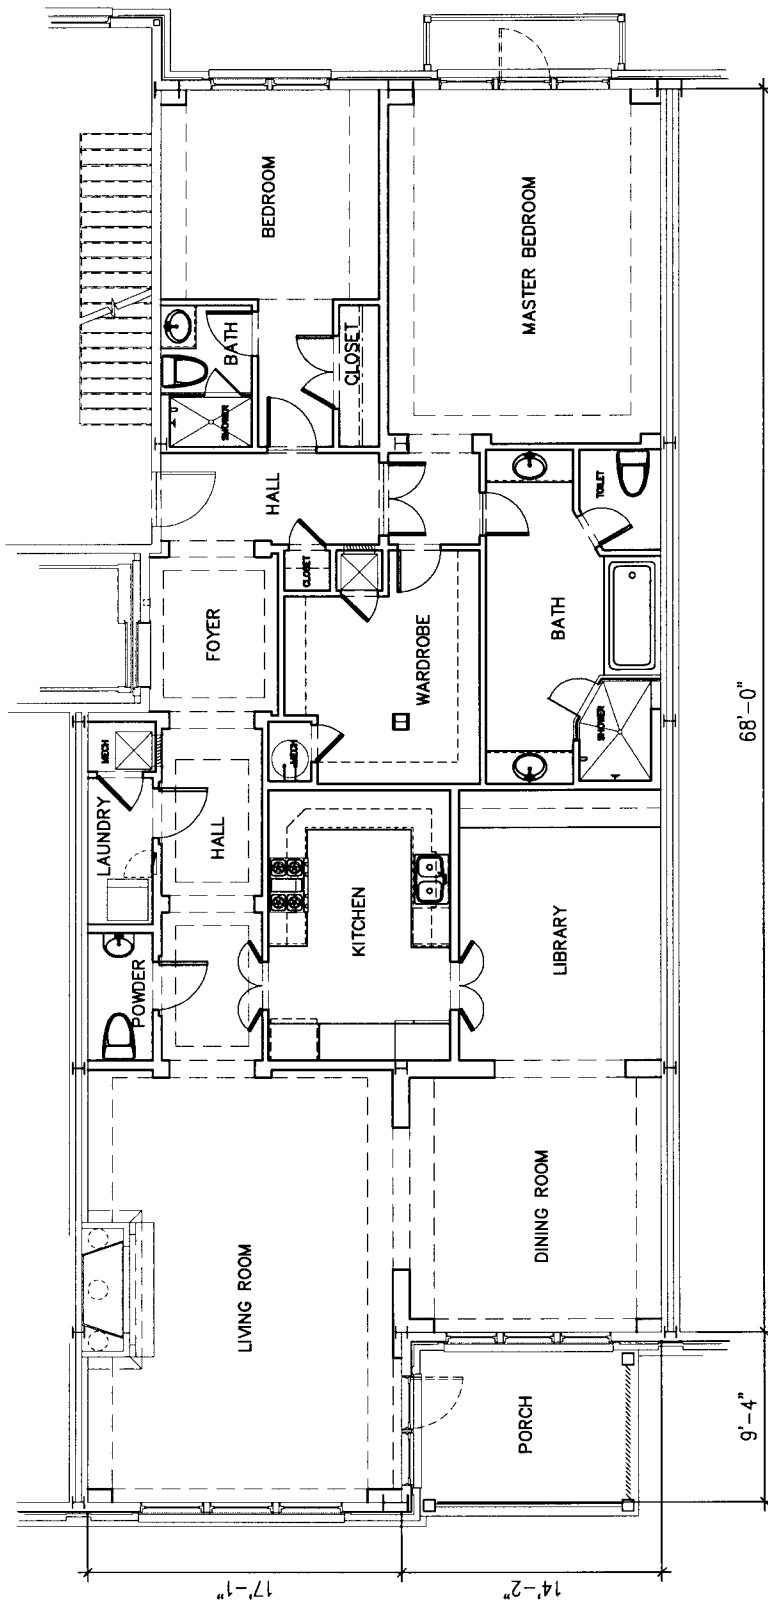 BEDROOM
MASTER BEDROOM
BATH
SHOWER
CLOSET
HALL
CLOSET
TOILET
FOYER
WARDROBE
BATH
SHOWER
MECH
MECH
LAUNDRY
HALL
KITCHEN
LIBRARY
POWDER
LIVING ROOM
DINING ROOM
PORCH
68'-0"
9'-4"
17'-1"
14'-2"